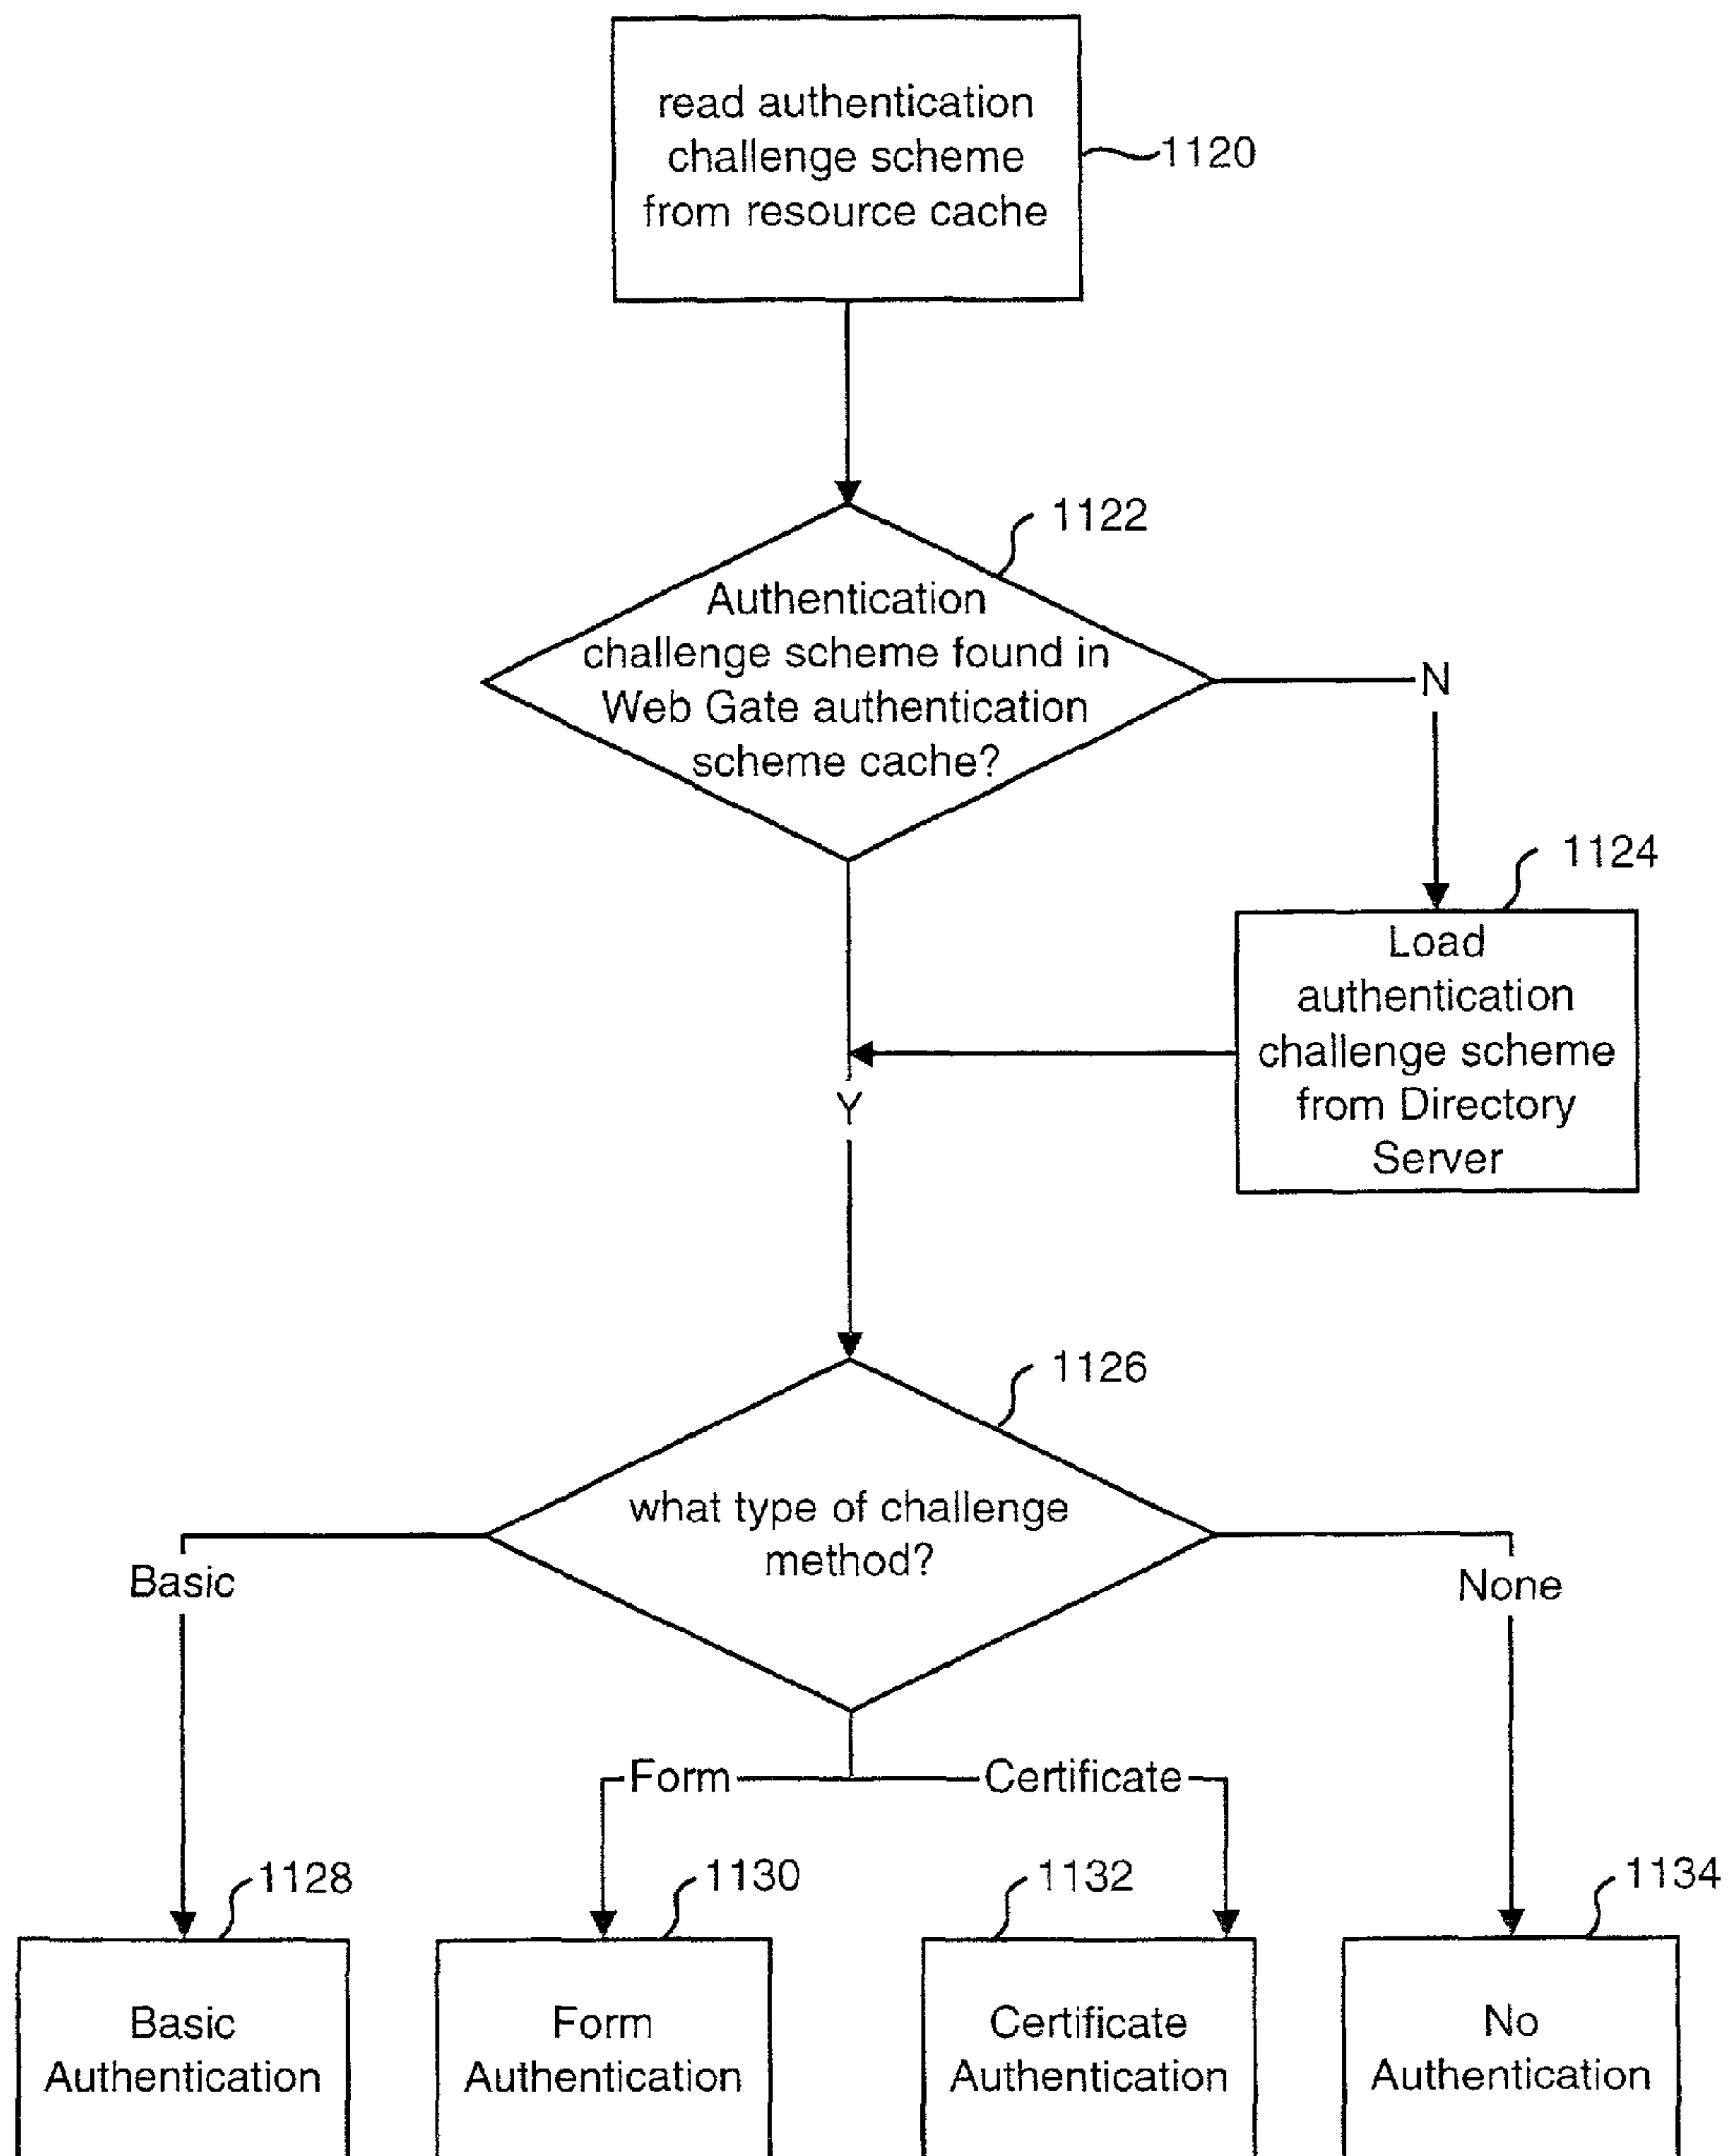 read authentication
challenge scheme
from resource cache
1120
1122
Authentication
challenge scheme found in
Web Gate authentication
scheme cache?
N
1124
Load
authentication
challenge scheme
from Directory
Server
Y
1126
what type of challenge
method?
Basic
None
Form
Certificate
1128
1130
1132
1134
Basic
Authentication
Form
Authentication
Certificate
Authentication
No
Authentication